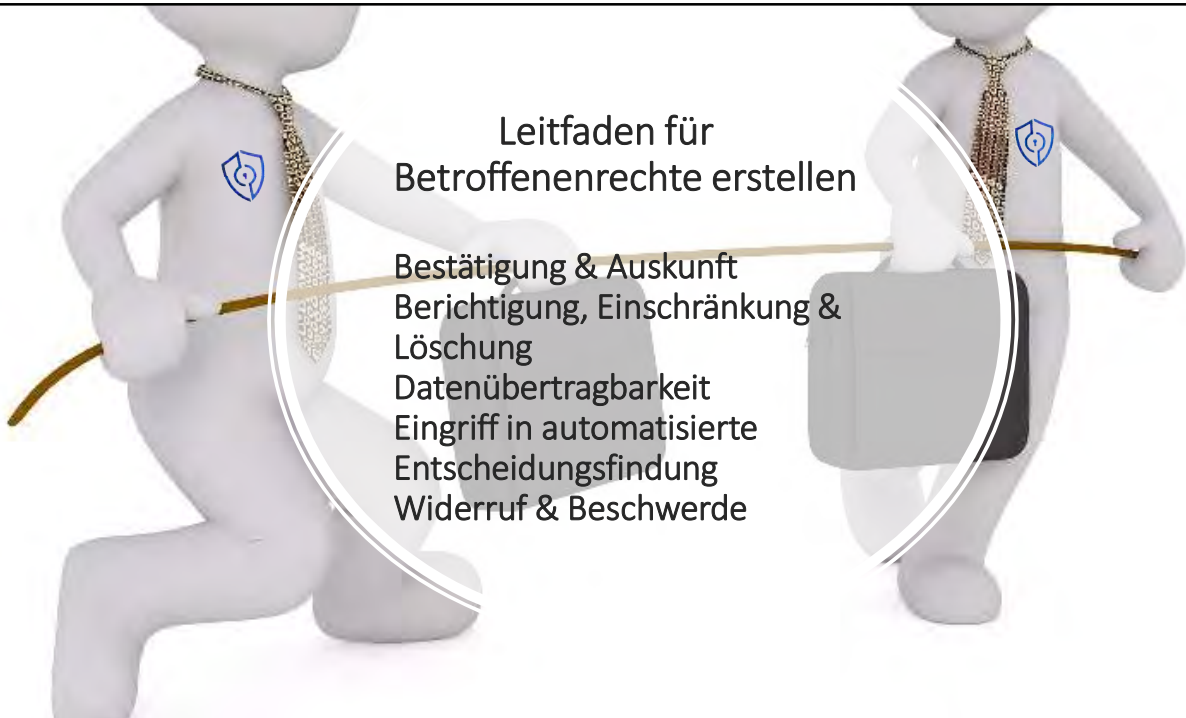 Leitfaden für
Betroffenenrechte erstellen
Bestätigung & Auskunft
Berichtigung, Einschränkung &
Löschung
Datenübertragbarkeit
Eingriff in automatisierte
Entscheidungsfindung
Widerruf & Beschwerde